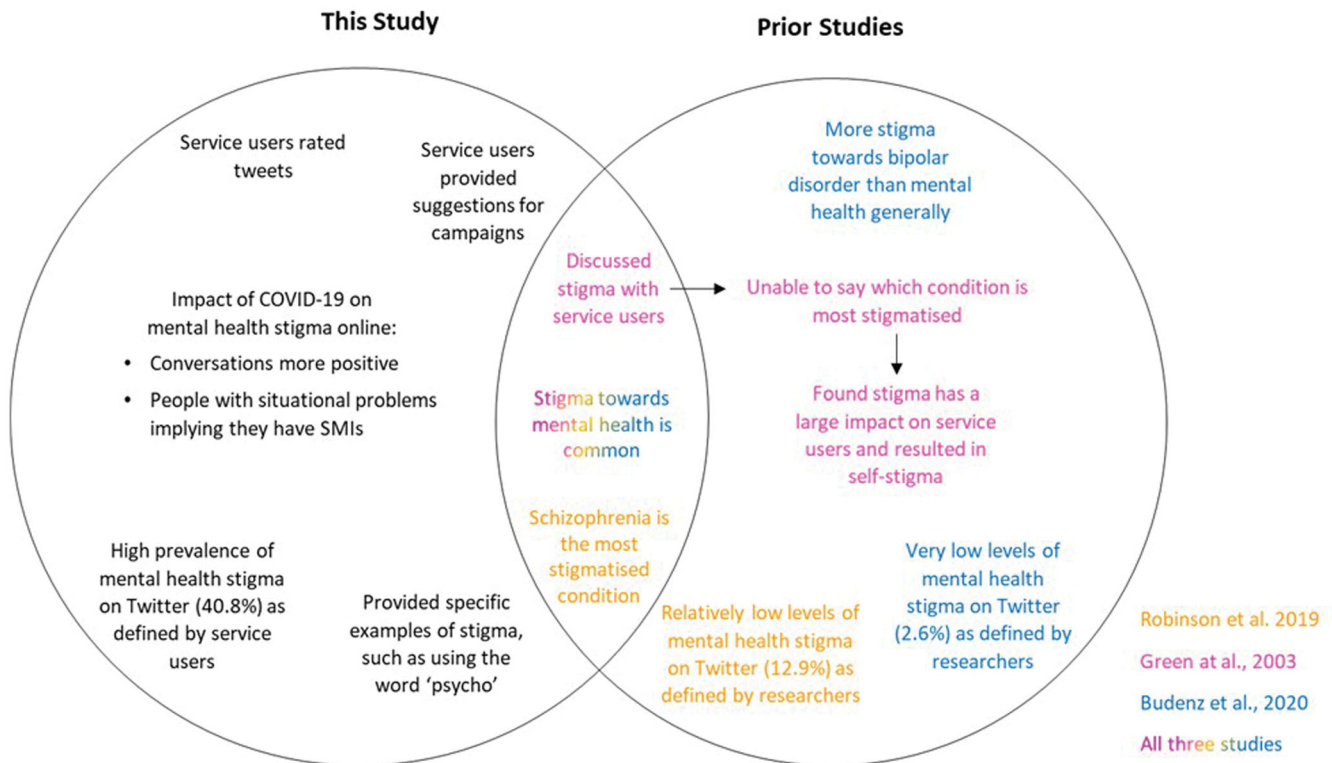 This Study
Prior Studies
Service users rated
tweets
Service users
provided
suggestions for
campaigns
Impact of COVID-19 on
mental health stigma online:
• Conversations more positive
• People with situational problems
implying they have SMIs
High prevalence of
mental health stigma
on Twitter (40.8%) as
defined by service
users
Provided specific
examples of stigma,
such as using the
word ‘psycho’
Discussed
stigma with
service users
Stigma towards
mental health is
common
Schizophrenia is
the most
stigmatised
condition
More stigma
towards bipolar
disorder than mental
health generally
Unable to say which condition is
most stigmatised
Found stigma has a
large impact on service
users and resulted in
self-stigma
Relatively low levels of
mental health stigma
on Twitter (12.9%) as
defined by researchers
Very low levels of
mental health
stigma on Twitter
(2.6%) as defined by
researchers
Robinson et al. 2019
Green at al., 2003
Budenz et al., 2020
All three studies